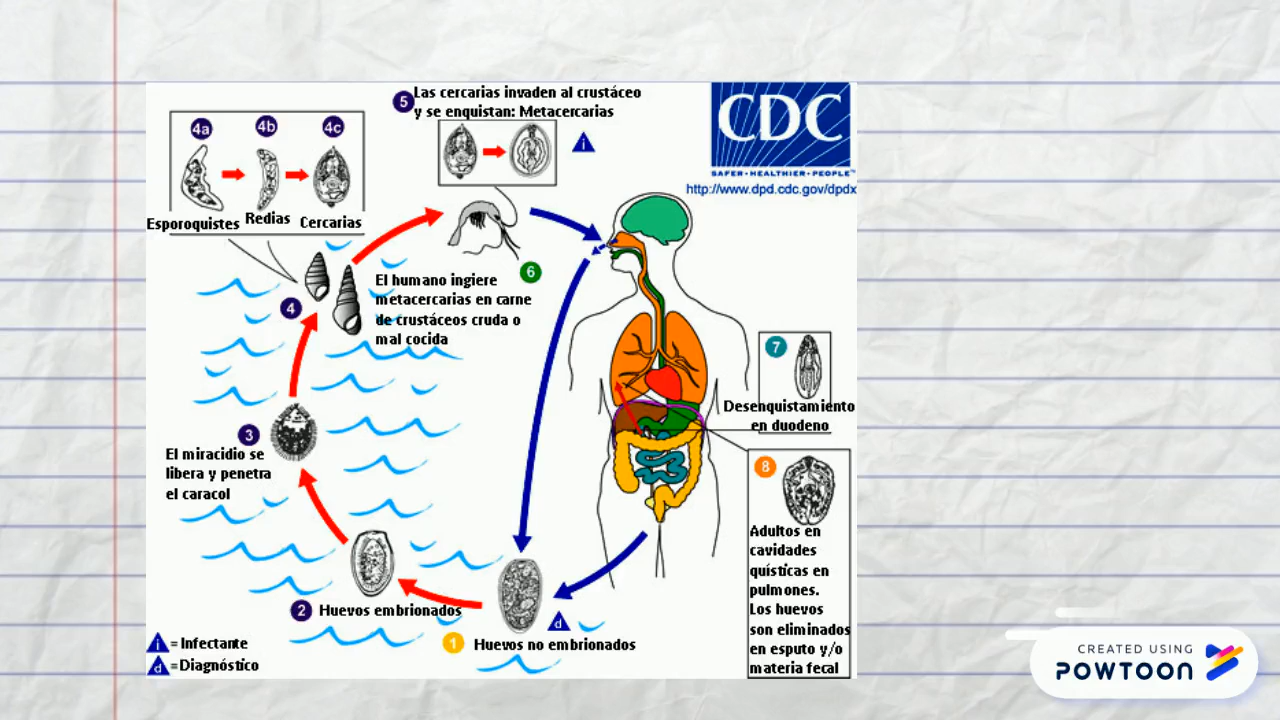 5 Las cercarias invaden al crustáceo
y se enquistan: Metacercarias
i
CDC
SAFER • HEALTHIER • PEOPLE™
http://www.dpd.cdc.gov/dpdx
4a 4b 4c
Esporoquistes Redias Cercarias
4
6
El humano ingiere
metacercarias en carne
de crustáceos cruda o
mal cocida
7
Desenquistamiento
en duodeno
3
El miracidio se
libera y penetra
el caracol
8
Adultos en
cavidades
quísticas en
pulmones.
Los huevos
son eliminados
en esputo y/o
materia fecal
2 Huevos embrionados
d
1 Huevos no embrionados
i = Infectante
d = Diagnóstico
CREATED USING
POWTOON